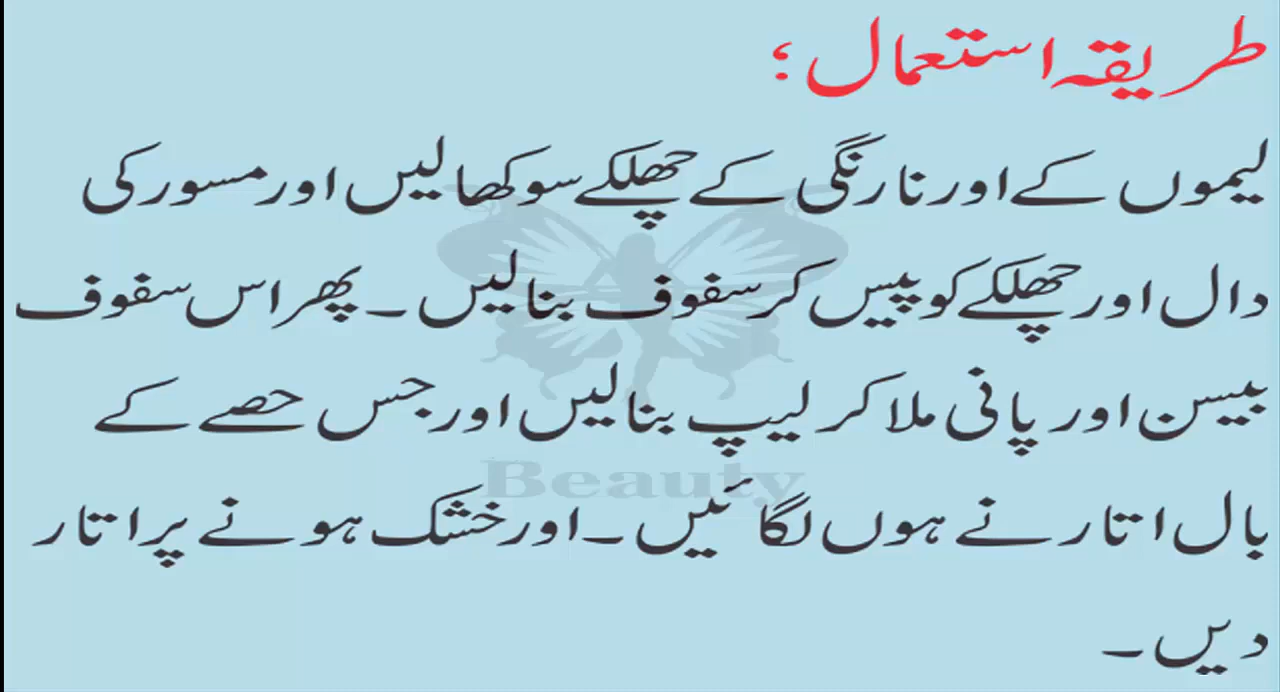 طریقہ استعمال ؛
لیموں کے اور نارنگی کے چھلکے سوکھا لیں اور مسور کی
دال اور چھلکے کو پیس کر سفوف بنا لیں ۔ پھر اس سفوف
بیسن اور پانی ملا کر لیپ بنا لیں اور جس حصے کے
Beauty
بال اتارنے ہوں لگائیں ۔ اور خشک ہونے پر اتار
دیں ۔